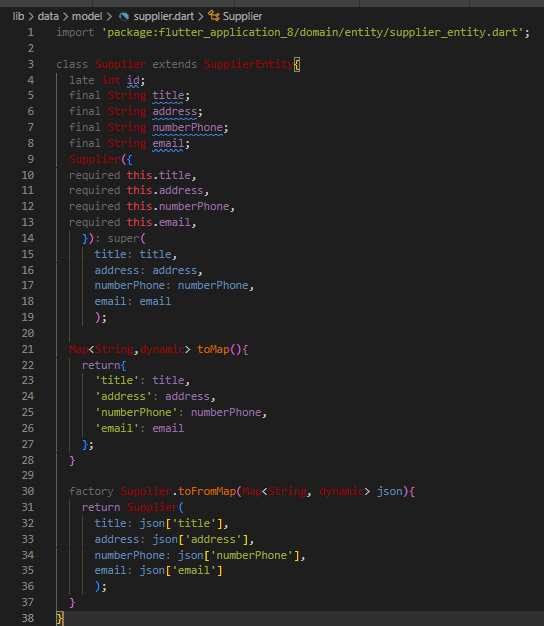 lib > data > model > supplier.dart > Supplier
1 import 'package:flutter_application_8/domain/entity/supplier_entity.dart';
2
3 class Supplier extends SupplierEntity{
4 late int id;
5 final String title;
6 final String address;
7 final String numberPhone;
8 final String email;
9 Supplier({
10 required this.title,
11 required this.address,
12 required this.numberPhone,
13 required this.email,
14 }): super(
15 title: title,
16 address: address,
17 numberPhone: numberPhone,
18 email: email
19 );
20
21 Map<String,dynamic> toMap(){
22 return{
23 'title': title,
24 'address': address,
25 'numberPhone': numberPhone,
26 'email': email
27 };
28 }
29
30 factory Supplier.toFromMap(Map<String, dynamic> json){
31 return Supplier(
32 title: json['title'],
33 address: json['address'],
34 numberPhone: json['numberPhone'],
35 email: json['email']
36 );
37 }
38 }